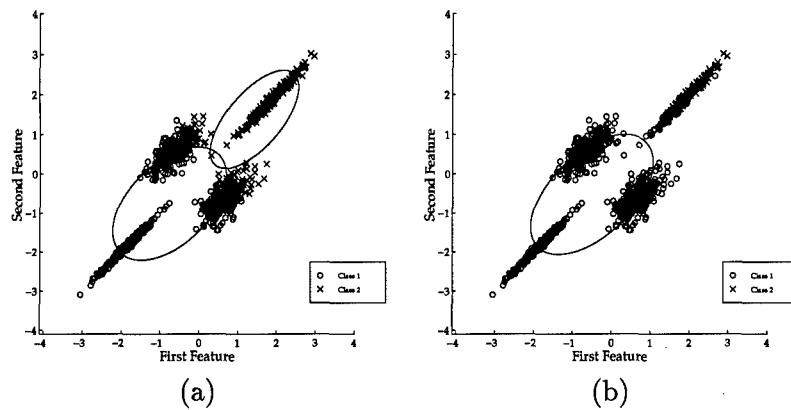 4
3
2
1
0
−1
−2
−3
−4
Second Feature
−4 −3 −2 −1 0 1 2 3 4
First Feature
o Class 1
× Class 2
(a)
4
3
2
1
0
−1
−2
−3
−4
Second Feature
−4 −3 −2 −1 0 1 2 3 4
First Feature
o Class 1
× Class 2
(b)